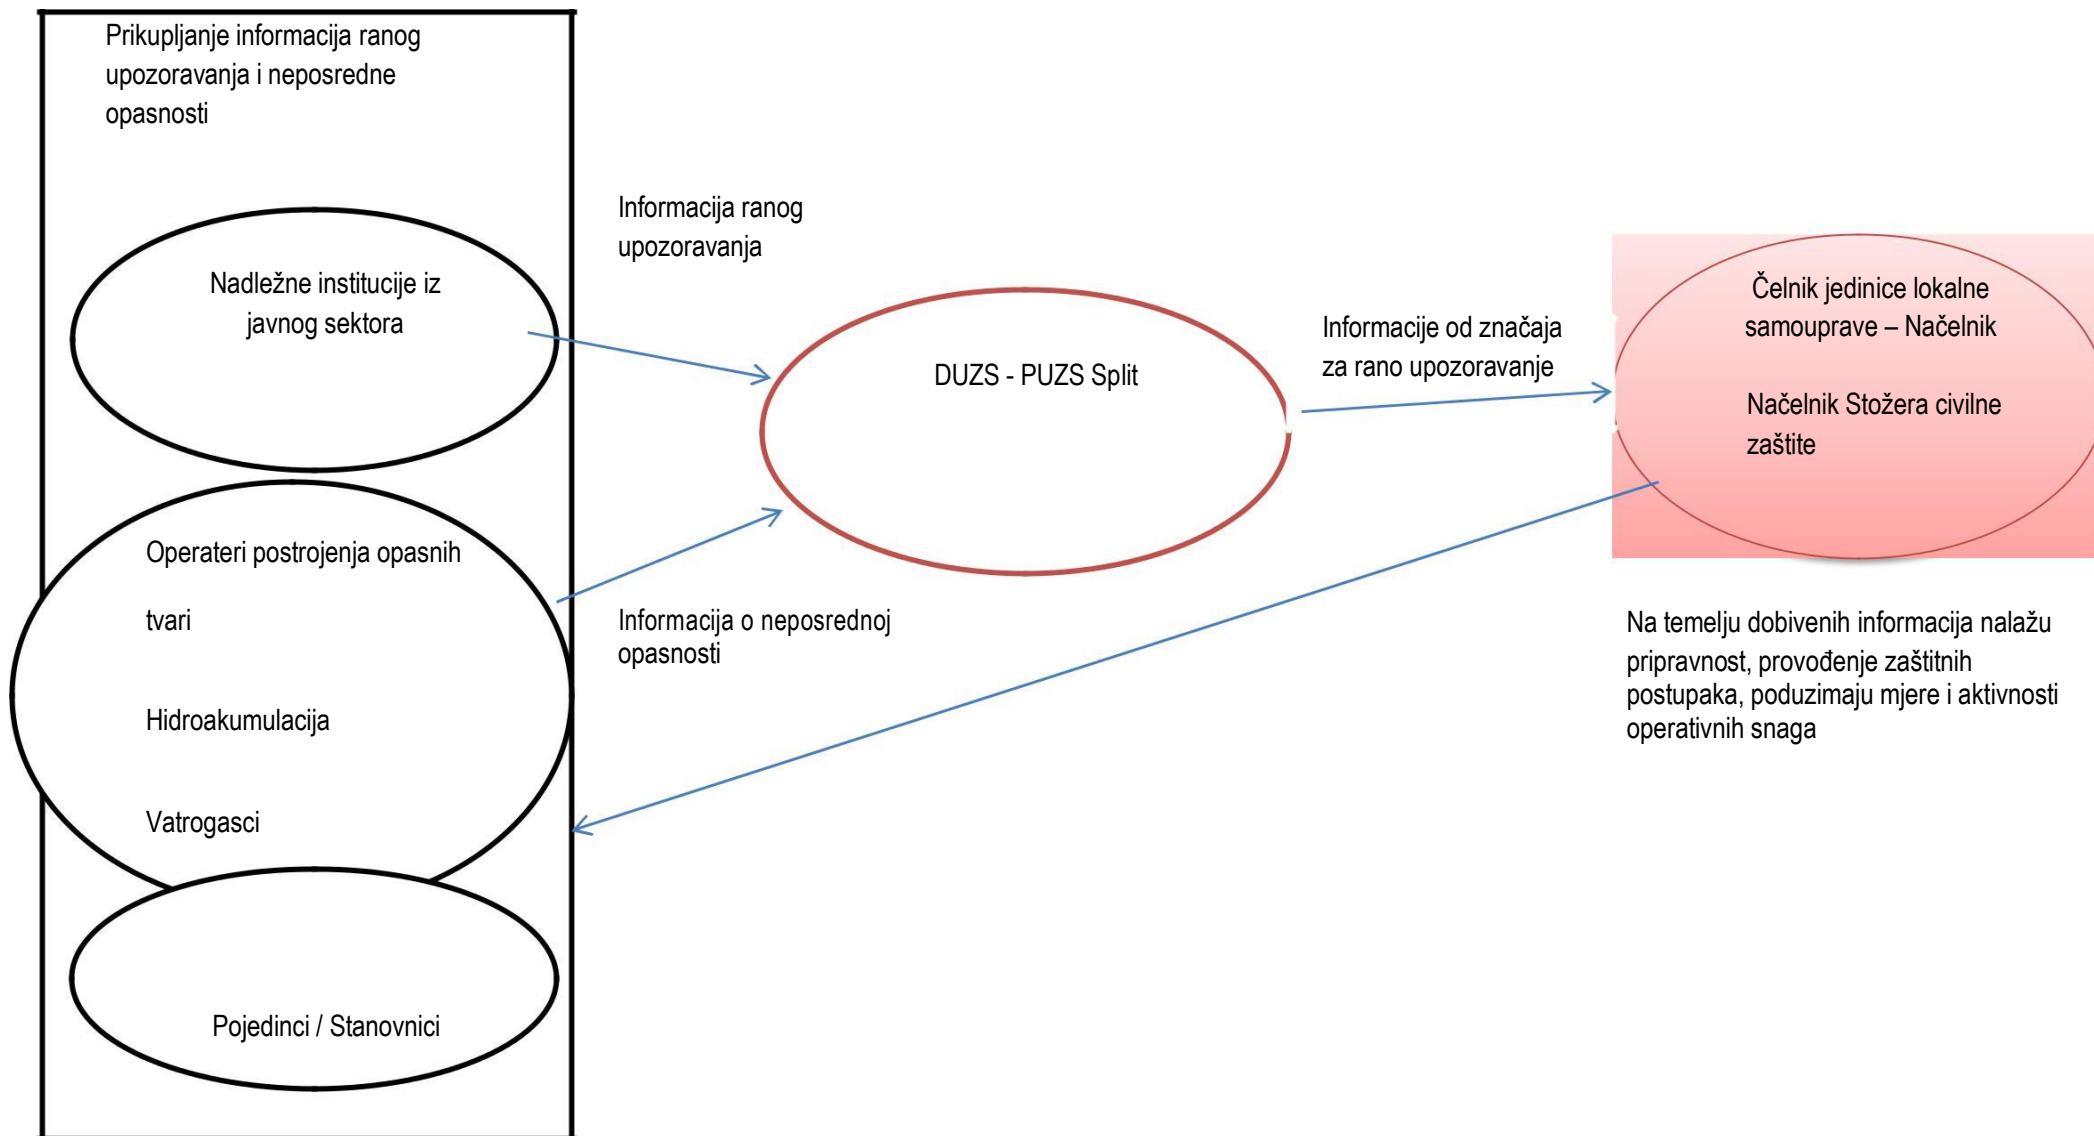 Prikupljanje informacija ranog
upozoravanja i neposredne
opasnosti
Nadležne institucije iz
javnog sektora
Operateri postrojenja opasnih
tvari
Hidroakumulacija
Vatrogasci
Pojedinci / Stanovnici
Informacija ranog
upozoravanja
Informacija o neposrednoj
opasnosti
DUZS - PUZS Split
Informacije od značaja
za rano upozoravanje
Čelnik jedinice lokalne
samouprave – Načelnik
Načelnik Stožera civilne
zaštite
Na temelju dobivenih informacija nalažu
pripravnost, provođenje zaštitnih
postupaka, poduzimaju mjere i aktivnosti
operativnih snaga